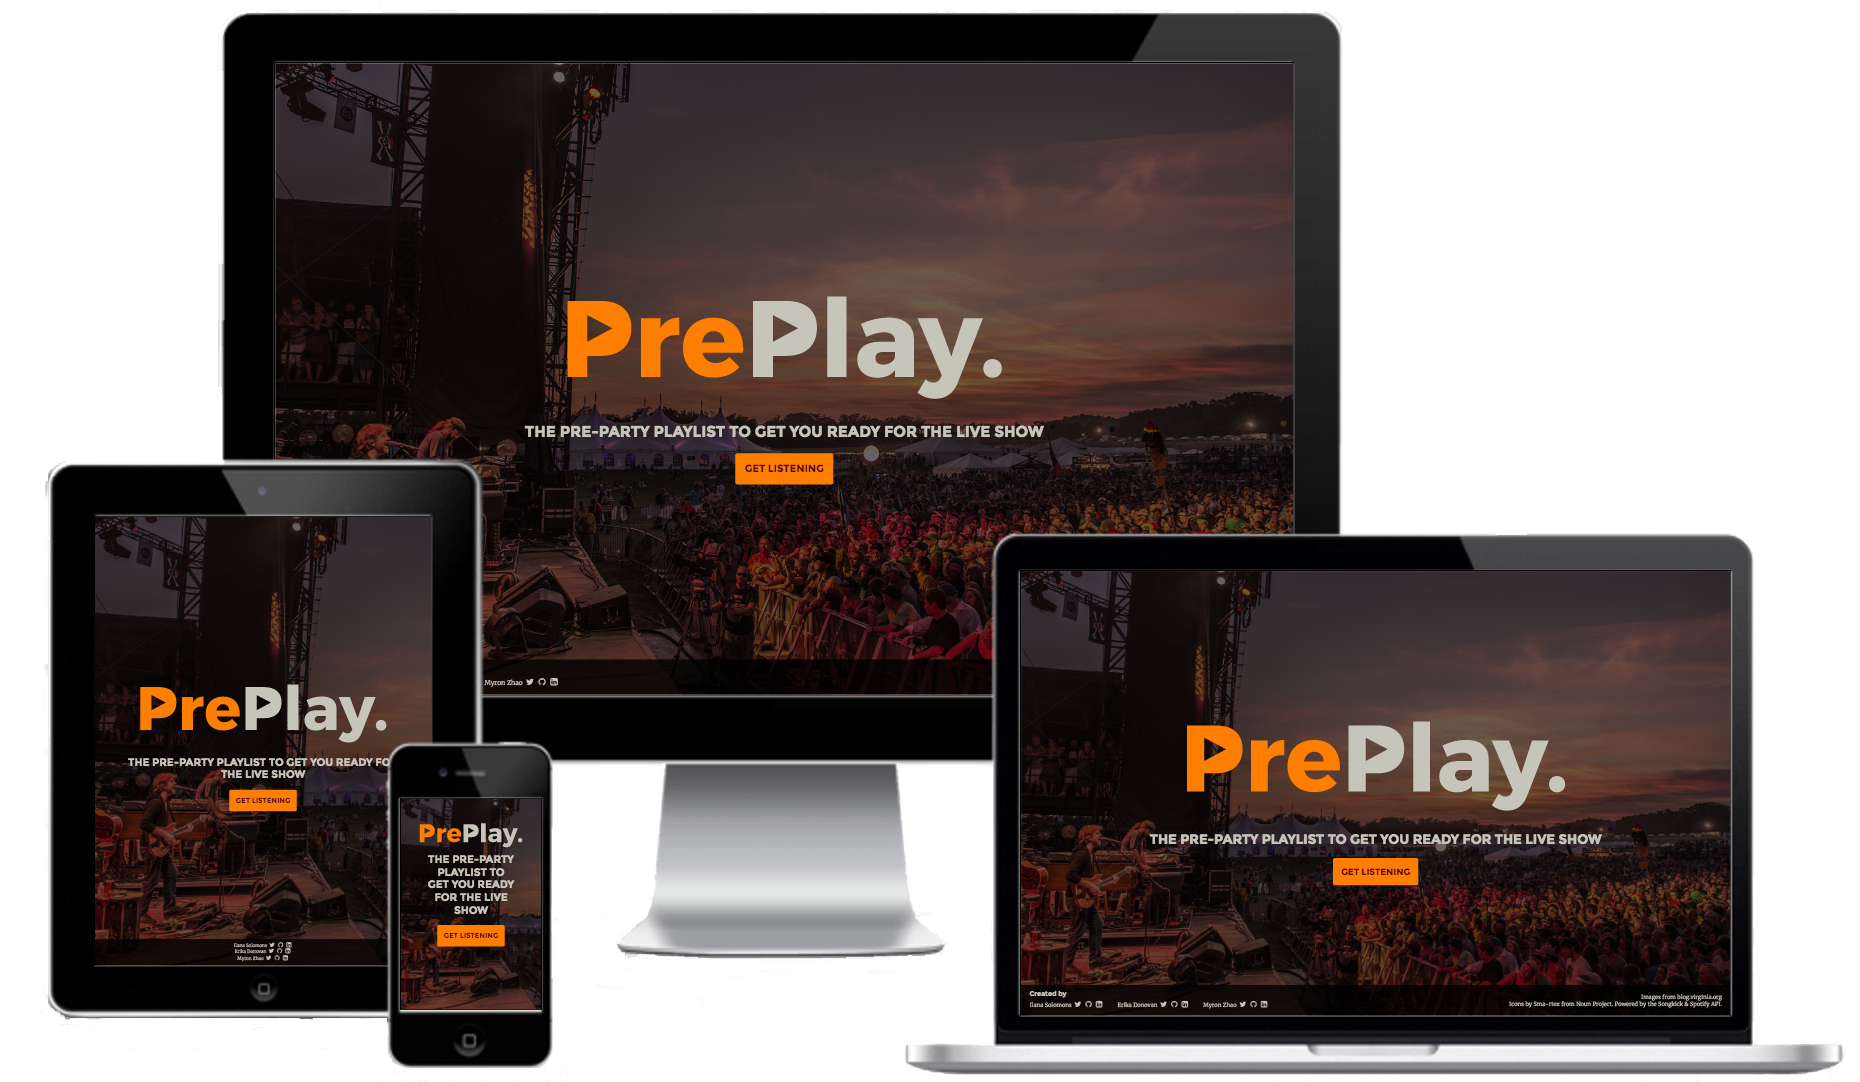 PrePlay.
THE PRE-PARTY PLAYLIST TO GET YOU READY FOR THE LIVE SHOW
GET LISTENING
Myron Zhao
PrePlay.
THE PRE-PARTY PLAYLIST TO GET YOU READY FO
THE LIVE SHOW
GET LISTENING
Ilana Solomons
Erika Donovan
Myron Zhao
PrePlay.
THE PRE-PARTY
PLAYLIST TO
GET YOU READY
FOR THE LIVE
SHOW
GET LISTENING
PrePlay.
THE PRE-PARTY PLAYLIST TO GET YOU READY FOR THE LIVE SHOW
GET LISTENING
Created by
Ilana Solomons Erika Donovan Myron Zhao
Images from blog.virginia.org
Icons by Sma-rtez from Noun Project. Powered by the Songkick & Spotify API.